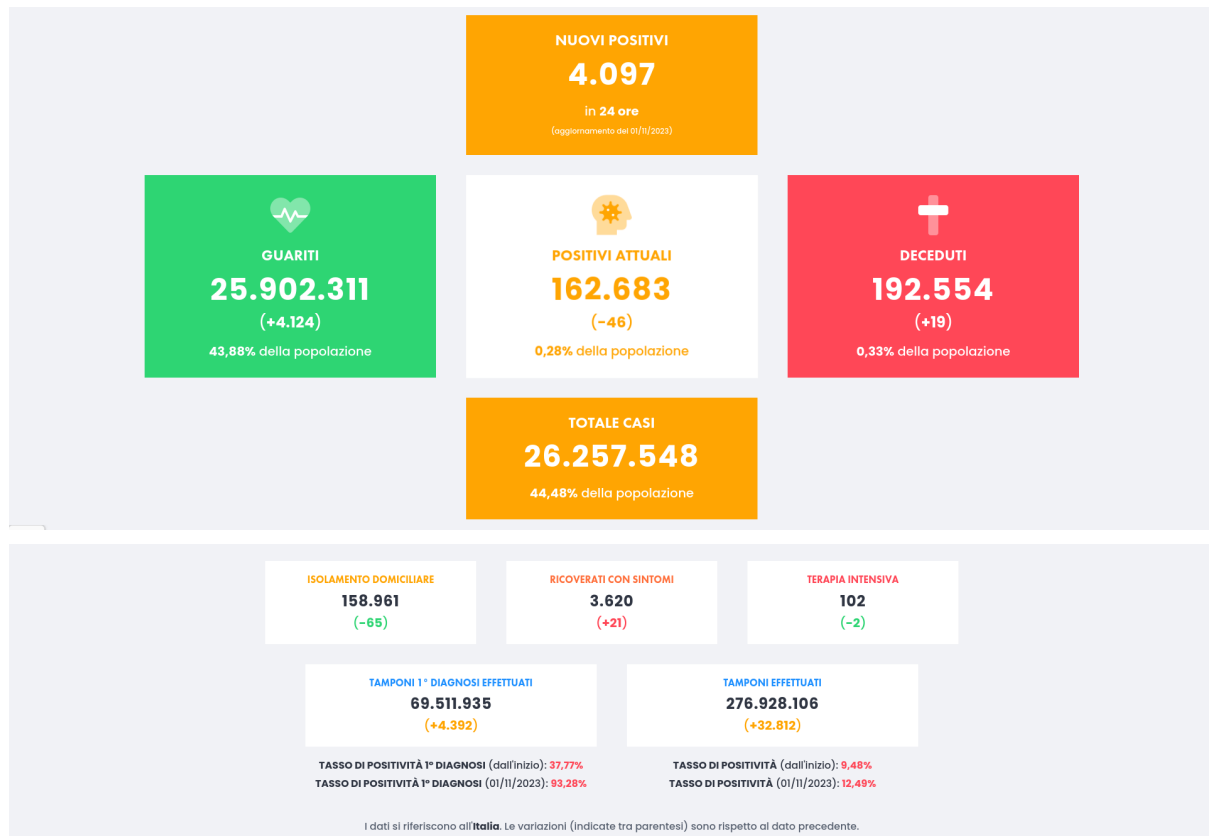 NUOVI POSITIVI
4.097
in 24 ore
(aggiornamento del 01/11/2023)
GUARITI
25.902.311
(+4.124)
43,88% della popolazione
POSITIVI ATTUALI
162.683
(-46)
0,28% della popolazione
DECEDUTI
192.554
(+19)
0,33% della popolazione
TOTALE CASI
26.257.548
44,48% della popolazione
ISOLAMENTO DOMICILIARE
158.961
(-65)
RICOVERATI CON SINTOMI
3.620
(+21)
TERAPIA INTENSIVA
102
(-2)
TAMPONI 1° DIAGNOSI EFFETTUATI
69.511.935
(+4.392)
TASSO DI POSITIVITÀ 1° DIAGNOSI (dall'inizio): 37,77%
TASSO DI POSITIVITÀ 1° DIAGNOSI (01/11/2023): 93,28%
TAMPONI EFFETTUATI
276.928.106
(+32.812)
TASSO DI POSITIVITÀ (dall'inizio): 9,48%
TASSO DI POSITIVITÀ (01/11/2023): 12,49%
I dati si riferiscono all'Italia. Le variazioni (indicate tra parentesi) sono rispetto al dato precedente.